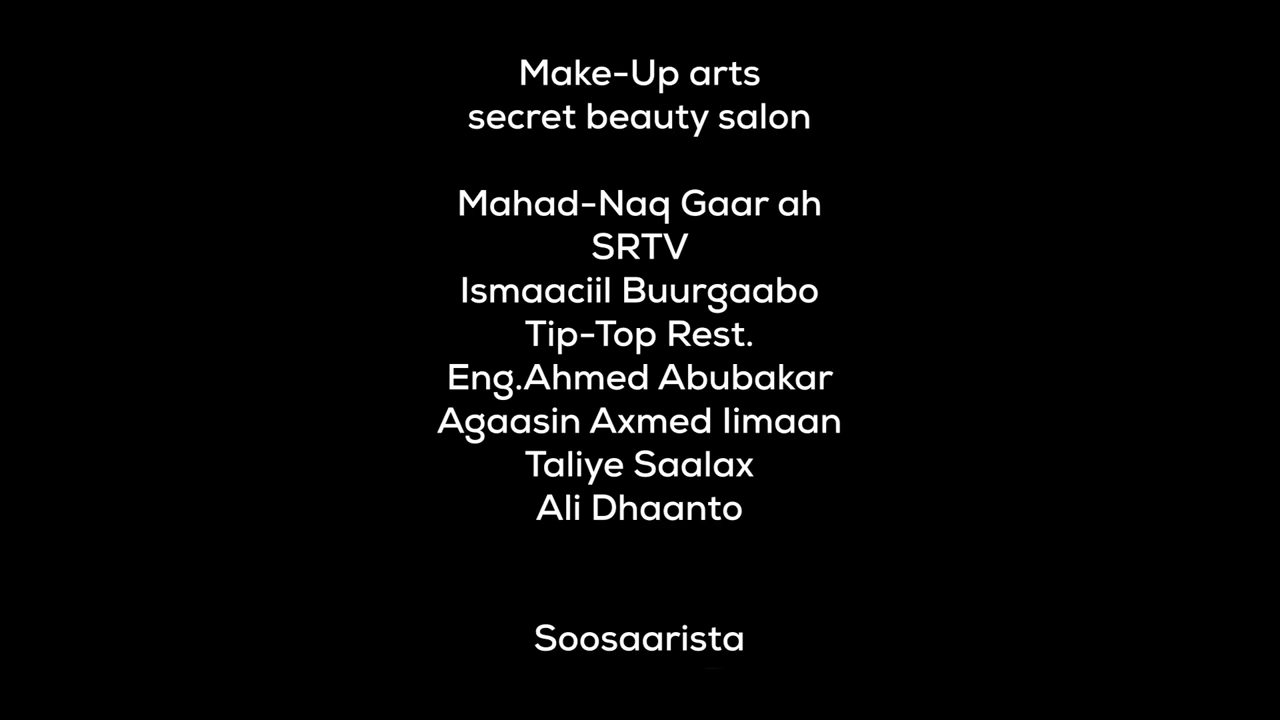 Make-Up arts
secret beauty salon
Mahad-Naq Gaar ah
SRTV
Ismaaciil Buurgaabo
Tip-Top Rest.
Eng.Ahmed Abubakar
Agaasin Axmed Iimaan
Taliye Saalax
Ali Dhaanto
Soosaarista